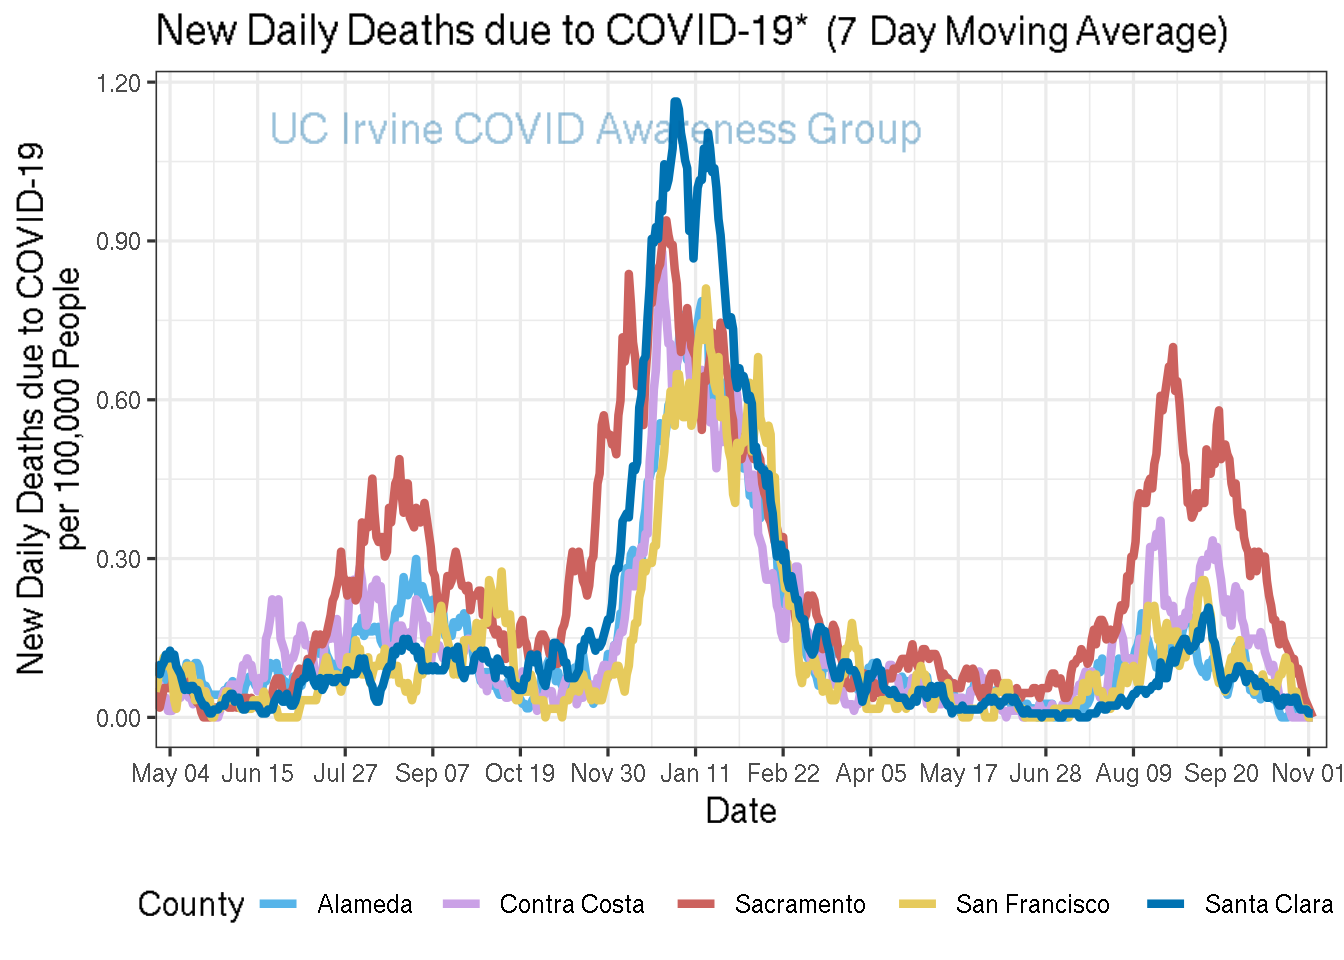 New Daily Deaths due to COVID-19* (7 Day Moving Average)
UC Irvine COVID Awareness Group
New Daily Deaths due to COVID-19
per 100,000 People
1.20
0.90
0.60
0.30
0.00
May 04 Jun 15 Jul 27 Sep 07 Oct 19 Nov 30 Jan 11 Feb 22 Apr 05 May 17 Jun 28 Aug 09 Sep 20 Nov 01
Date
County Alameda Contra Costa Sacramento San Francisco Santa Clara